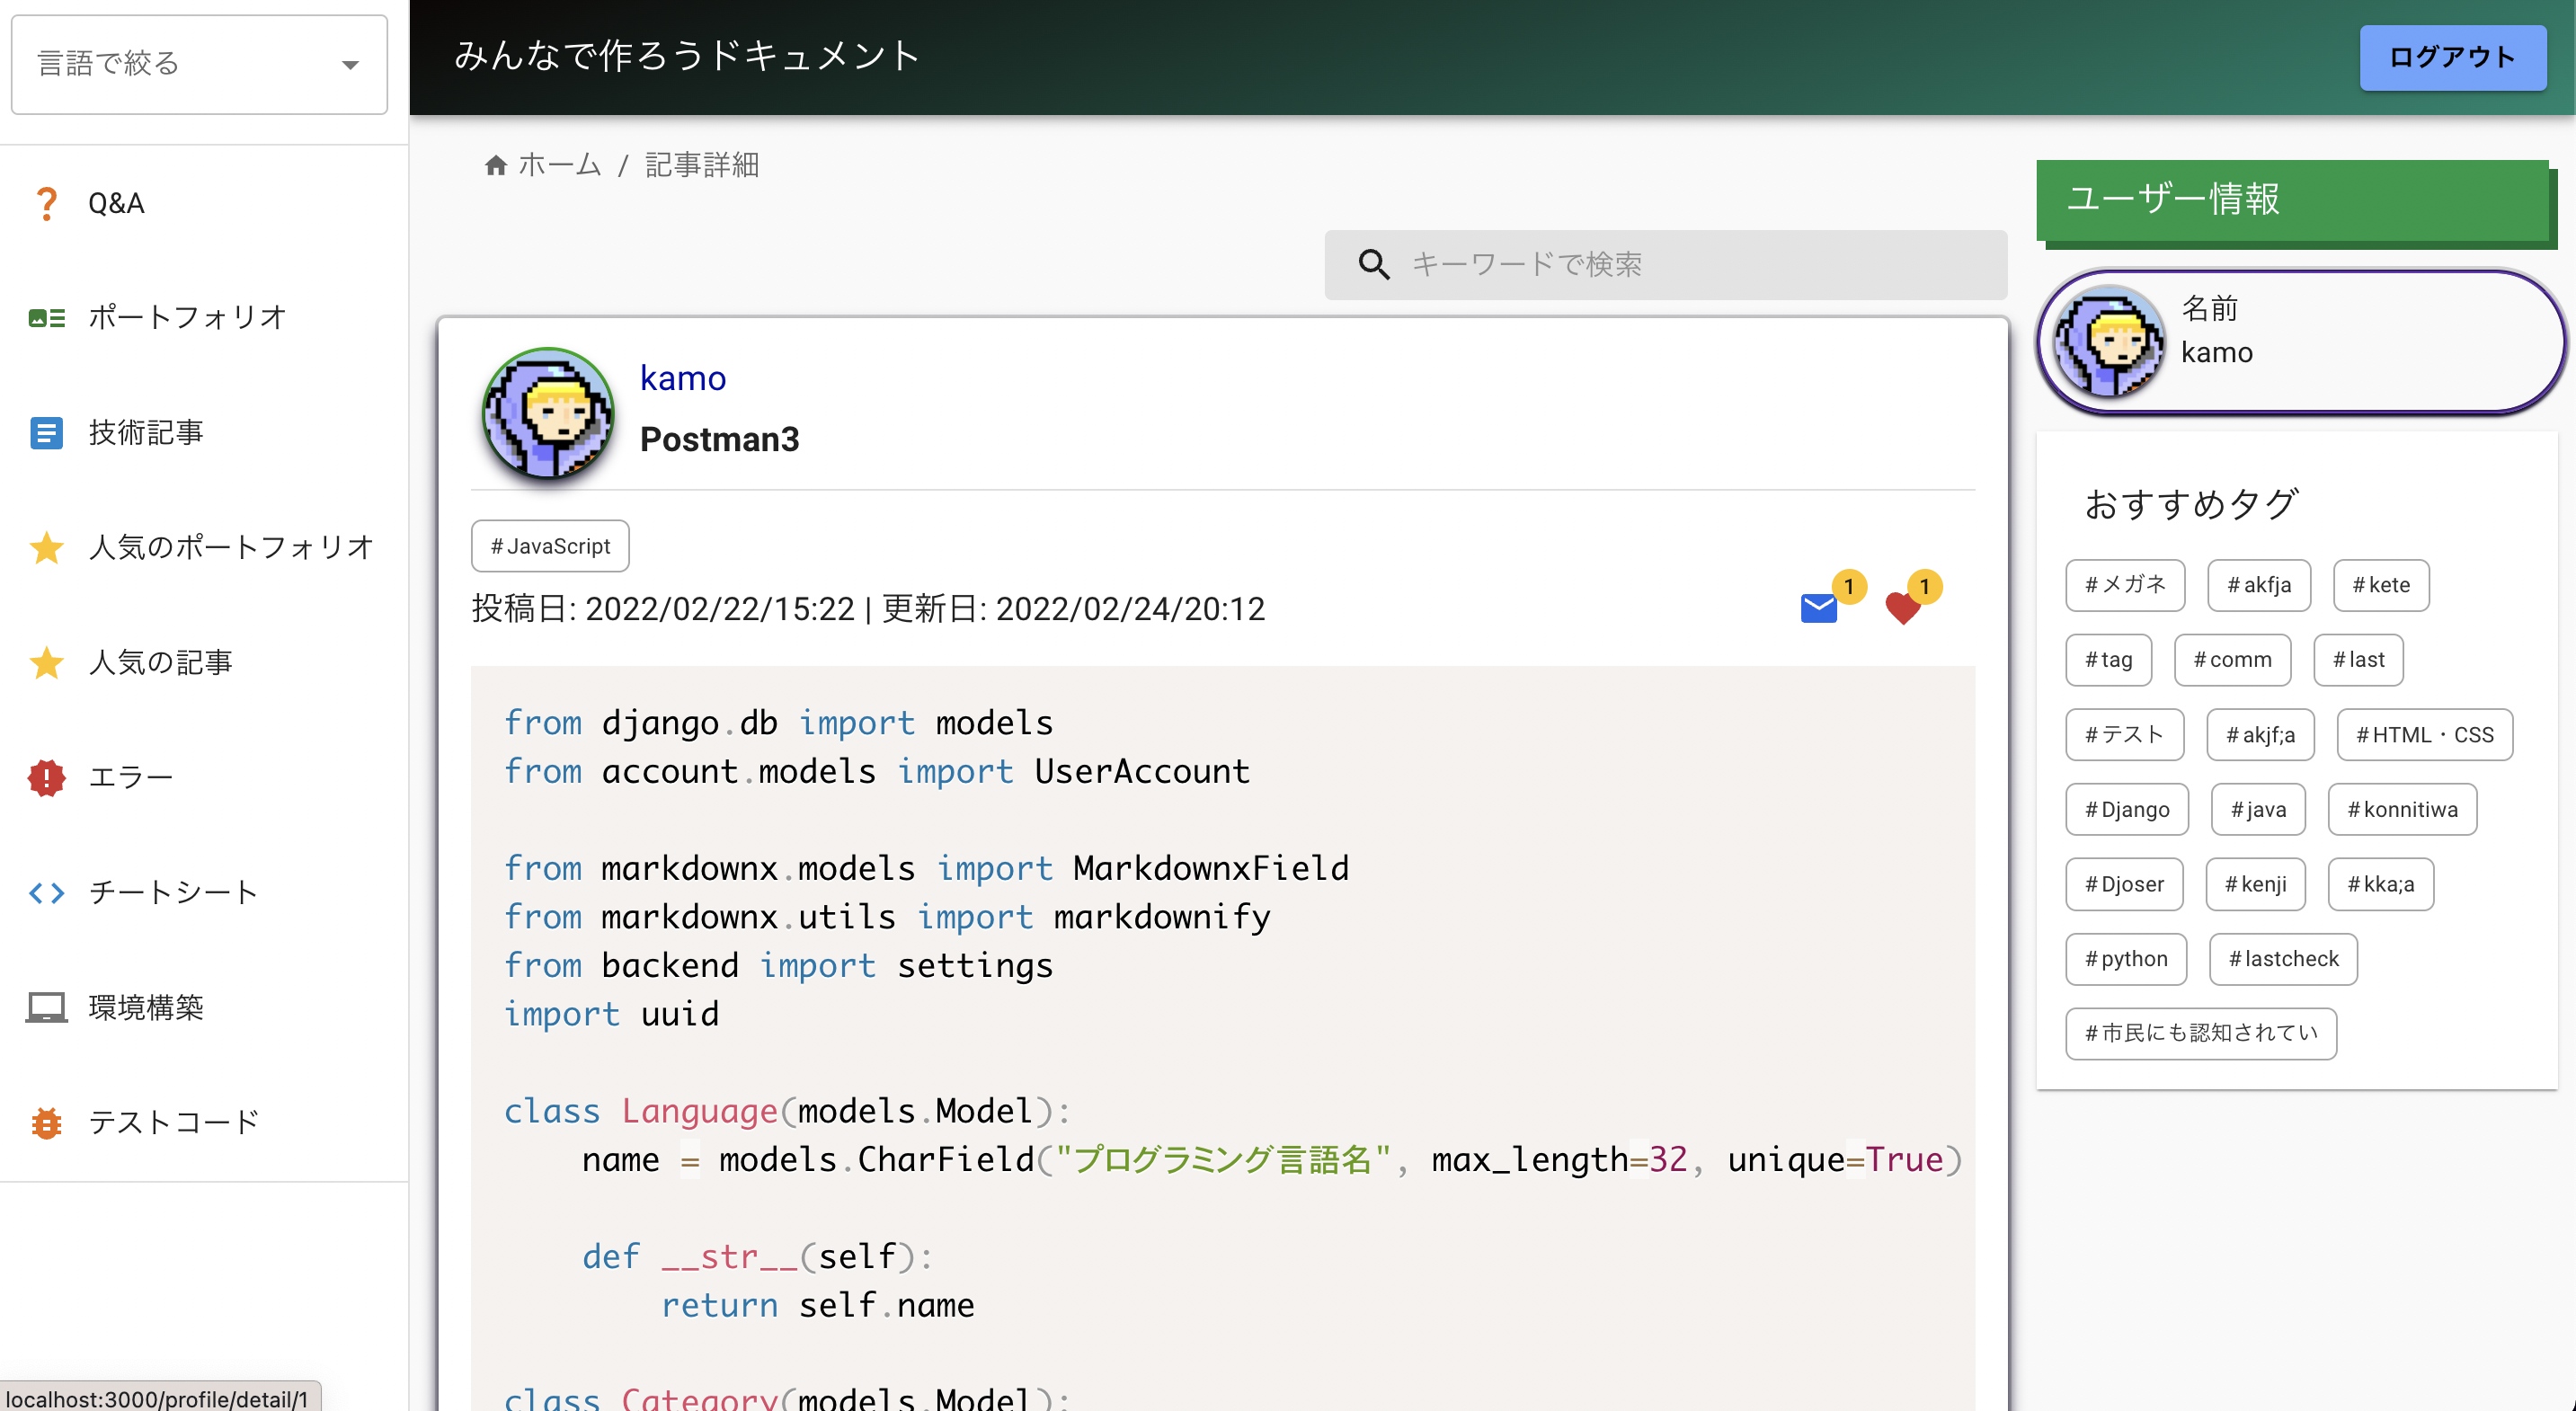 言語で絞る
Q&A
ポートフォリオ
技術記事
人気のポートフォリオ
人気の記事
エラー
チートシート
環境構築
テストコード
localhost:3000/profile/detail/1
みんなで作ろうドキュメント
ログアウト
ホーム / 記事詳細
キーワードで検索
kamo
Postman3
#JavaScript
投稿日: 2022/02/22/15:22 | 更新日: 2022/02/24/20:12
1 1
from django.db import models
from account.models import UserAccount
from markdownx.models import MarkdownxField
from markdownx.utils import markdownify
from backend import settings
import uuid
class Language(models.Model):
name = models.CharField("プログラミング言語名", max_length=32, unique=True)
def __str__(self):
return self.name
class Category(models.Model):
ユーザー情報
名前
kamo
おすすめタグ
#メガネ #akfja #kete
#tag #comm #last
#テスト #akjf;a #HTML・CSS
#Django #java #konnitiwa
#Djoser #kenji #kka;a
#python #lastcheck
#市民にも認知されてい